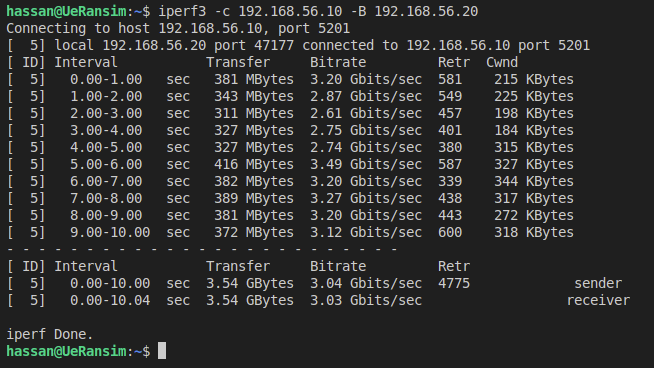 hassan@UeRansim:~$ iperf3 -c 192.168.56.10 -B 192.168.56.20
Connecting to host 192.168.56.10, port 5201
[  5] local 192.168.56.20 port 47177 connected to 192.168.56.10 port 5201
[ ID] Interval           Transfer     Bitrate         Retr  Cwnd
[  5]   0.00-1.00   sec   381 MBytes  3.20 Gbits/sec  581    215 KBytes
[  5]   1.00-2.00   sec   343 MBytes  2.87 Gbits/sec  549    225 KBytes
[  5]   2.00-3.00   sec   311 MBytes  2.61 Gbits/sec  457    198 KBytes
[  5]   3.00-4.00   sec   327 MBytes  2.75 Gbits/sec  401    184 KBytes
[  5]   4.00-5.00   sec   327 MBytes  2.74 Gbits/sec  380    315 KBytes
[  5]   5.00-6.00   sec   416 MBytes  3.49 Gbits/sec  587    327 KBytes
[  5]   6.00-7.00   sec   382 MBytes  3.20 Gbits/sec  339    344 KBytes
[  5]   7.00-8.00   sec   389 MBytes  3.27 Gbits/sec  438    317 KBytes
[  5]   8.00-9.00   sec   381 MBytes  3.20 Gbits/sec  443    272 KBytes
[  5]   9.00-10.00  sec   372 MBytes  3.12 Gbits/sec  600    318 KBytes
- - - - - - - - - - - - - - - - - - - - - - - - -
[ ID] Interval           Transfer     Bitrate         Retr
[  5]   0.00-10.00  sec  3.54 GBytes  3.04 Gbits/sec  4775             sender
[  5]   0.00-10.04  sec  3.54 GBytes  3.03 Gbits/sec                  receiver

iperf Done.
hassan@UeRansim:~$